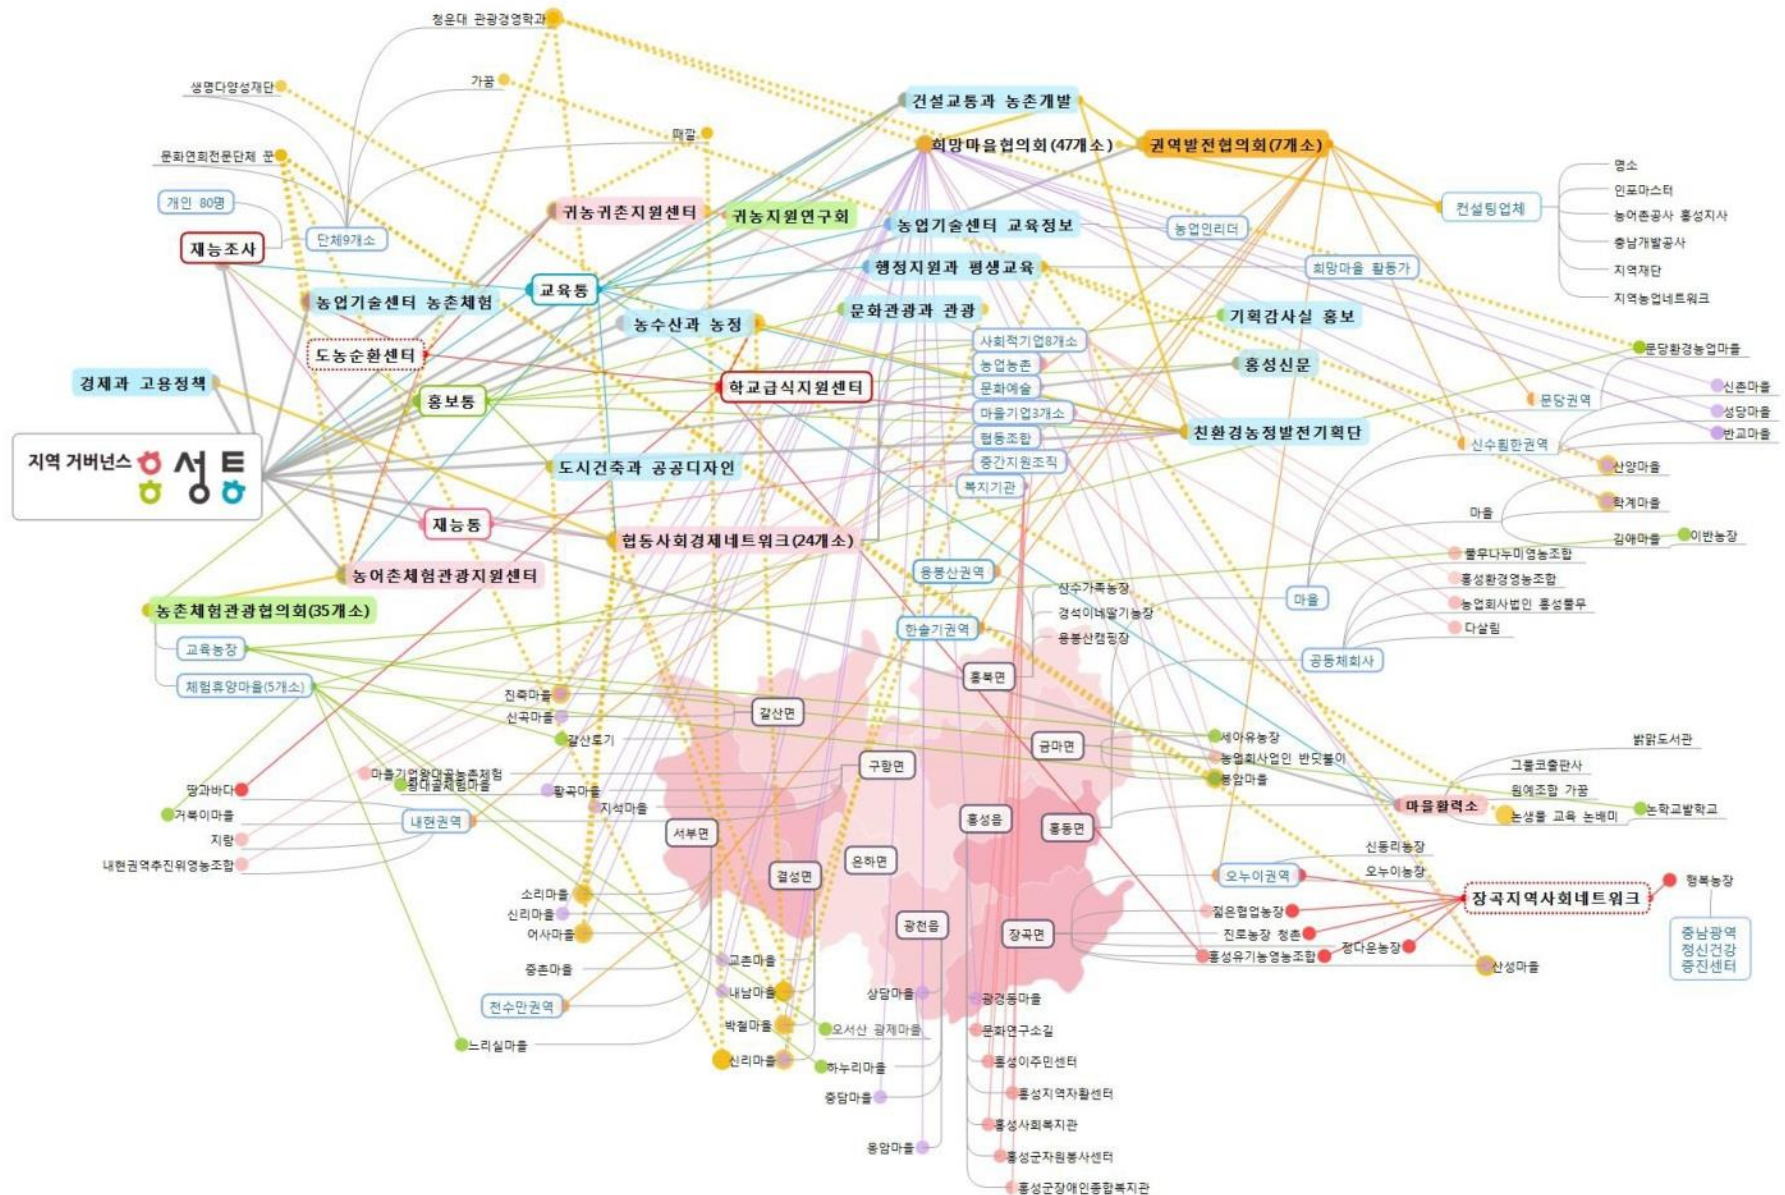 청운대 관광경영학과
가꿈
생명다양성재단
때깔
문화연희전문단체 꾼
개인 80명
단체9개소
재능조사
귀농귀촌지원센터
귀농지원연구회
건설교통과 농촌개발
희망마을협의회(47개소)
권역발전협의회(7개소)
컨설팅업체
명소
인포마스터
농어촌공사 홍성지사
충남개발공사
지역재단
지역농업네트워크
농업기술센터 교육정보
농업인리더
행정지원과 평생교육
희망마을 활동가
교육통
농업기술센터 농촌체험
농수산과 농정
문화관광과 관광
기획감사실 홍보
도농순환센터
경제과 고용정책
홍보통
학교급식지원센터
사회적기업8개소
농업농촌
문화예술
마을기업3개소
협동조합
중간지원조직
복지기관
홍성신문
친환경농정발전기획단
문당환경농업마을
신촌마을
성당마을
반교마을
문당권역
산양마을
학계마을
마을
김애마을
이반농장
지역 거버넌스 홍성통
도시건축과 공공디자인
재능통
협동사회경제네트워크(24개소)
농어촌체험관광지원센터
농촌체험관광협의회(35개소)
교육농장
체험휴양마을(5개소)
용봉산권역
한솔기권역
산수가족농장
경석이네딸기농장
용봉산캠핑장
마을
공동체회사
풀무나누미영농조합
홍성환경영농조합
농업회사법인 홍성풀무
다살림
홍북면
갈산면
금마면
구항면
서부면
홍성읍
홍동면
은하면
결성면
광천읍
장곡면
진죽마을
신곡마을
갈산토기
마을기업왕대골농촌체험
왕대골체험마을
황곡마을
지석마을
땅과바다
거북이마을
지랑
내현권역추진위영농조합
내현권역
세아유농장
농업회사업인 반딧불이
봉암마을
밝맑도서관
그물코출판사
원예조합 가꿈
마을활력소
논생물 교육 논배미
논학교발학교
신동리농장
오누이농장
오누이권역
장곡지역사회네트워크
행복농장
충남광역
정신건강
증진센터
젊은협업농장
진로농장 청촌
정다운농장
홍성유기농영농조합
산성마을
소리마을
신리마을
어사마을
중촌마을
천수만권역
느리실마을
교촌마을
내남마을
박철마을
신리마을
상담마을
오서산 광제마을
하누리마을
중담마을
옹암마을
광경동마을
문화연구소길
홍성이주민센터
홍성지역자활센터
홍성사회복지관
홍성군자원봉사센터
홍성군장애인종합복지관